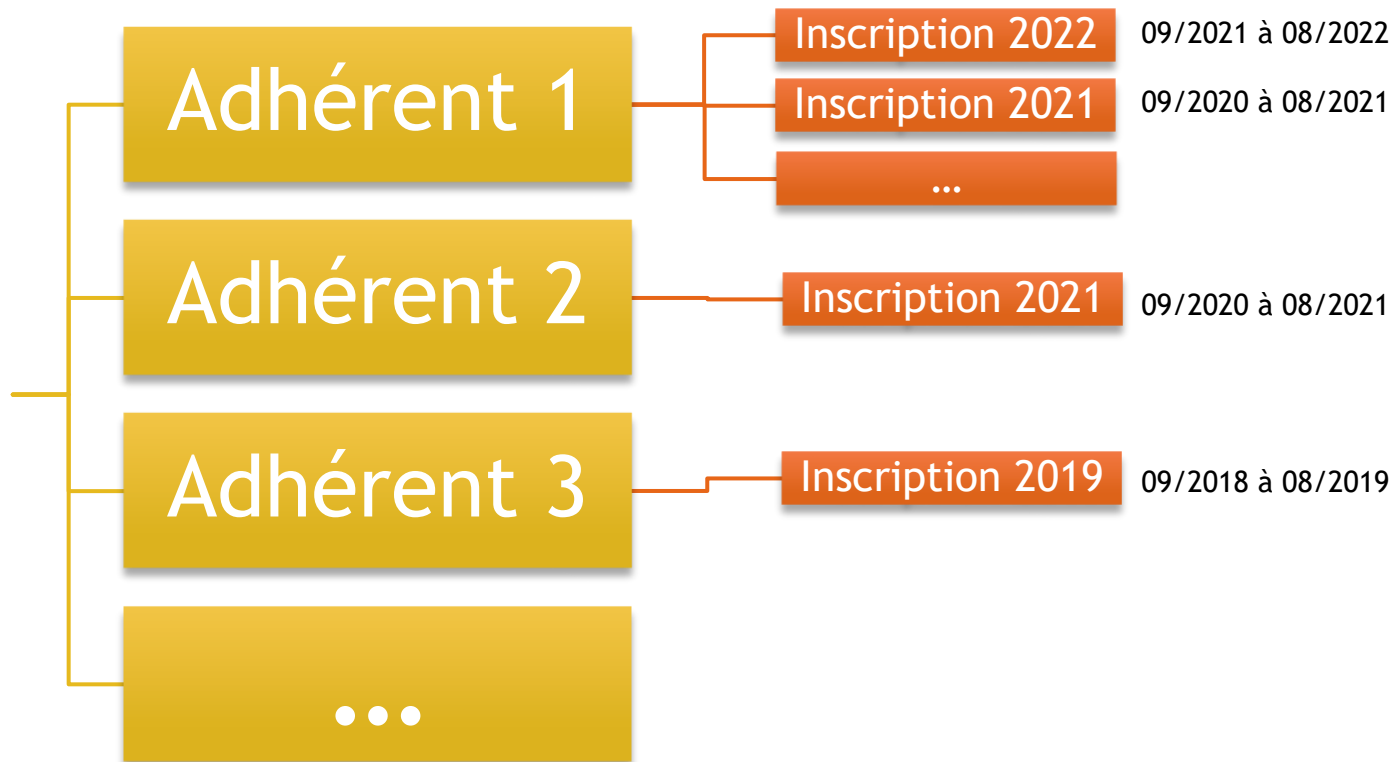 Adhérent 1
Inscription 2022
09/2021 à 08/2022
Inscription 2021
09/2020 à 08/2021
...
Adhérent 2
Inscription 2021
09/2020 à 08/2021
Adhérent 3
Inscription 2019
09/2018 à 08/2019
...